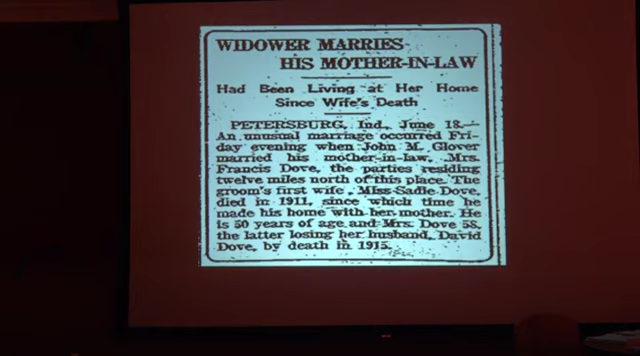 WIDOWER MARRIES
HIS MOTHER-IN-LAW
Had Been Living at Her Home
Since Wife's Death
PETERSBURG, Ind., June 18.—
An unusual marriage occurred Fri-
day evening when John M. Glover
married his mother-in-law, Mrs.
Francis Dove, the parties residing
twelve miles north of this place. The
groom's first wife, Miss Sadie Dove,
died in 1911, since which time he
made his home with her mother. He
is 50 years of age and Mrs. Dove 58,
the latter losing her husband, David
Dove, by death in 1915.